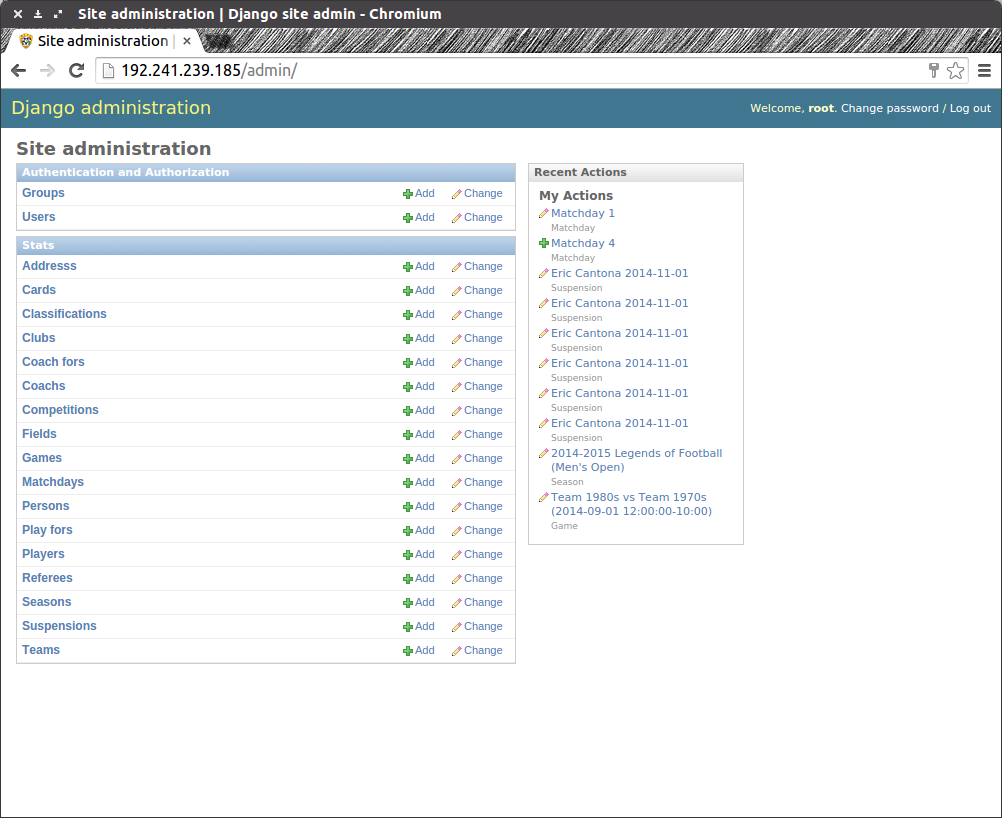 Site administration | Django site admin - Chromium
Site administration
192.241.239.185/admin/
Django administration
Welcome, root. Change password / Log out
Site administration
Authentication and Authorization
Groups Add Change
Users Add Change
Stats
Addresss Add Change
Cards Add Change
Classifications Add Change
Clubs Add Change
Coach fors Add Change
Coachs Add Change
Competitions Add Change
Fields Add Change
Games Add Change
Matchdays Add Change
Persons Add Change
Play fors Add Change
Players Add Change
Referees Add Change
Seasons Add Change
Suspensions Add Change
Teams Add Change
Recent Actions
My Actions
Matchday 1
Matchday
Matchday 4
Matchday
Eric Cantona 2014-11-01
Suspension
Eric Cantona 2014-11-01
Suspension
Eric Cantona 2014-11-01
Suspension
Eric Cantona 2014-11-01
Suspension
Eric Cantona 2014-11-01
Suspension
Eric Cantona 2014-11-01
Suspension
2014-2015 Legends of Football
(Men's Open)
Season
Team 1980s vs Team 1970s
(2014-09-01 12:00:00-10:00)
Game